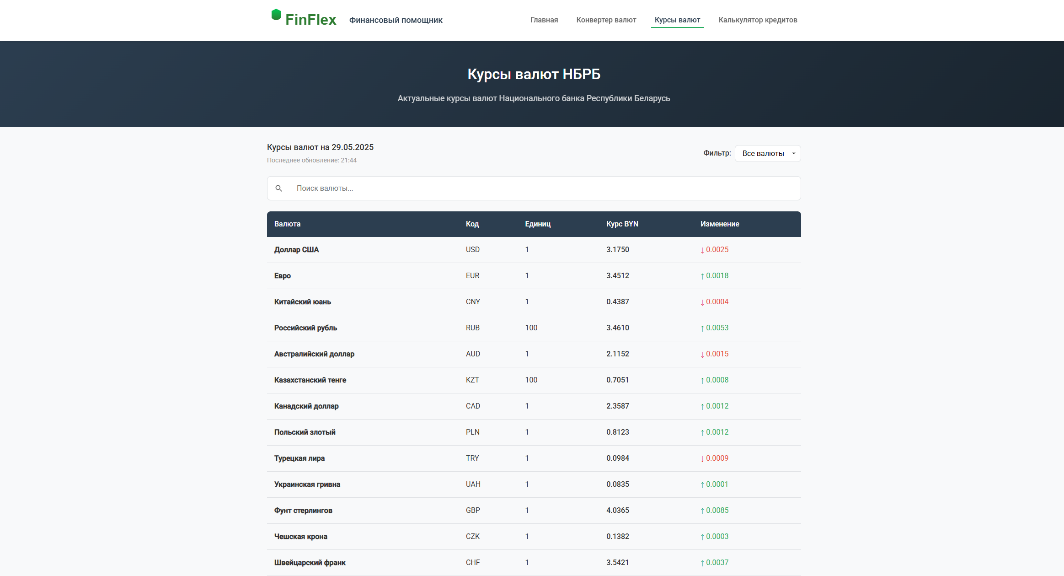 FinFlex Финансовый помощник Главная Конвертер валют Курсы валют Калькулятор кредитов
Курсы валют НБРБ
Актуальные курсы валют Национального банка Республики Беларусь
Курсы валют на 29.05.2025
Последнее обновление: 21:44
Фильтр: Все валюты
Поиск валюты...
Валюта Код Единиц Курс BYN Изменение
Доллар США USD 1 3.1750 ↓ 0.0025
Евро EUR 1 3.4512 ↑ 0.0018
Китайский юань CNY 1 0.4387 ↓ 0.0004
Российский рубль RUB 100 3.4610 ↑ 0.0053
Австралийский доллар AUD 1 2.1152 ↓ 0.0015
Казахстанский тенге KZT 100 0.7051 ↑ 0.0008
Канадский доллар CAD 1 2.3587 ↑ 0.0012
Польский злотый PLN 1 0.8123 ↑ 0.0012
Турецкая лира TRY 1 0.0984 ↓ 0.0009
Украинская гривна UAH 1 0.0835 ↑ 0.0001
Фунт стерлингов GBP 1 4.0365 ↑ 0.0085
Чешская крона CZK 1 0.1382 ↑ 0.0003
Швейцарский франк CHF 1 3.5421 ↑ 0.0037